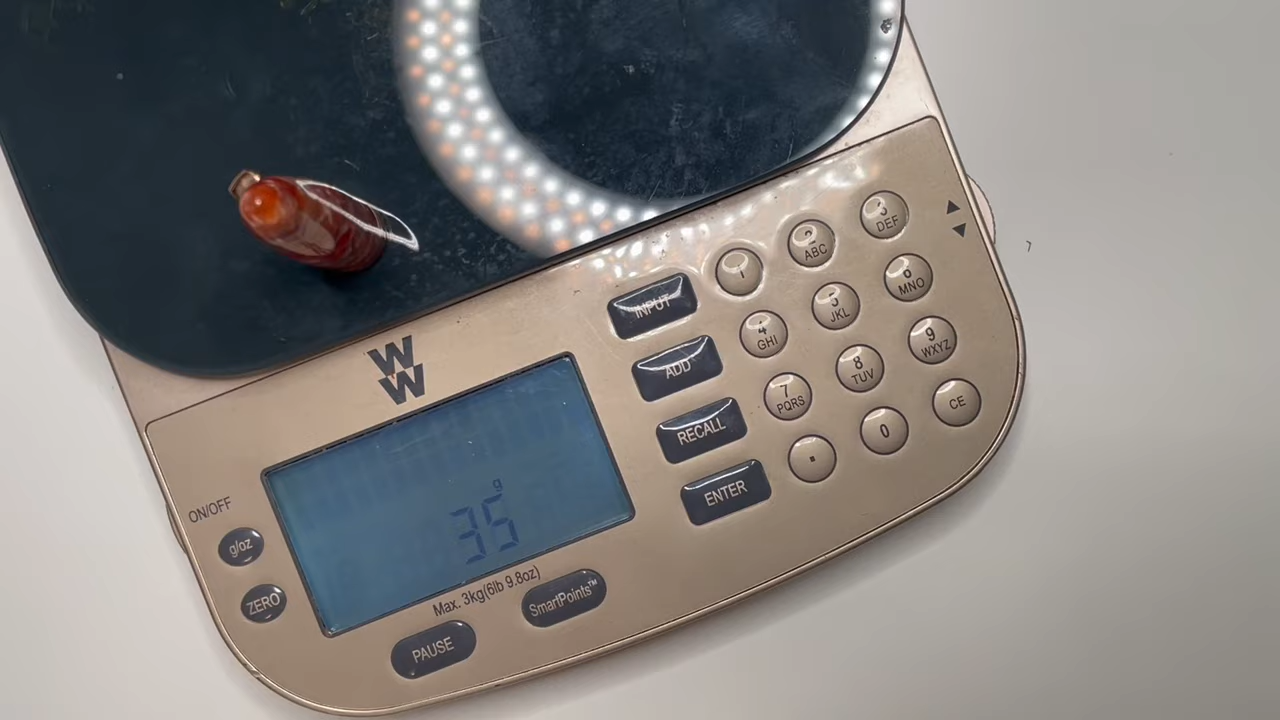 W
W
ON/OFF
g/oz
ZERO
g
35
Max. 3kg(6lb 9.8oz)
PAUSE
SmartPoints™
INPUT
ADD
RECALL
ENTER
1
2
ABC
3
DEF
4
GHI
5
JKL
6
MNO
7
PQRS
8
TUV
9
WXYZ
.
0
CE